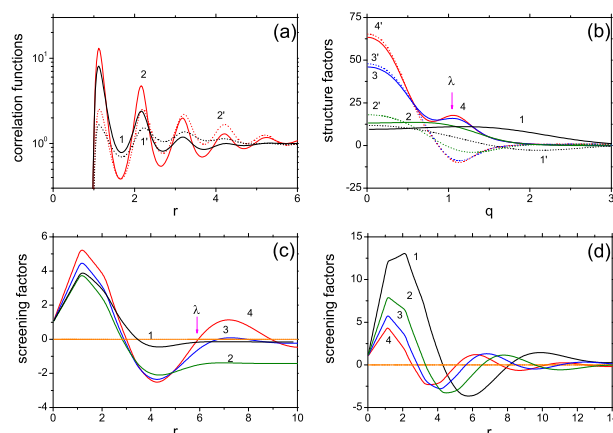 (a)
correlation functions
10¹
10⁰
1
2
1'
2'
0 1 2 3 4 5 6
r
(b)
structure factors
75
50
25
0
-25
4'
3'
3
2'
2
λ
4
1
1'
0 1 2 3
q
(c)
screening factors
6
4
2
0
-2
-4
1
λ
4
3
2
0 2 4 6 8 10
r
(d)
screening factors
15
10
5
0
-5
1
2
3
4
0 2 4 6 8 10 12 14
r